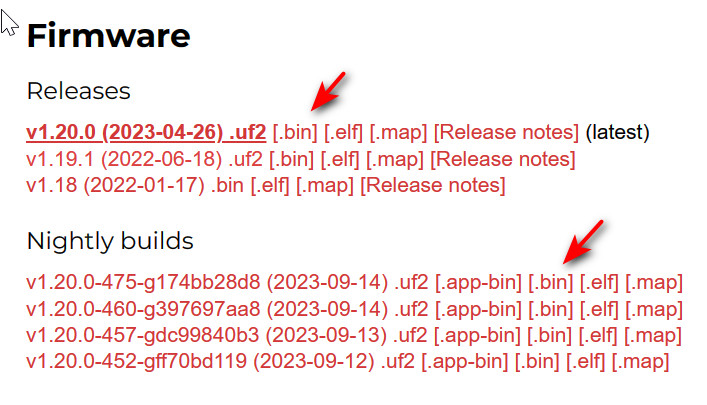 Firmware
Releases
v1.20.0 (2023-04-26) .uf2 [.bin] [.elf] [.map] [Release notes] (latest)
v1.19.1 (2022-06-18) .uf2 [.bin] [.elf] [.map] [Release notes]
v1.18 (2022-01-17) .bin [.elf] [.map] [Release notes]
Nightly builds
v1.20.0-475-g174bb28d8 (2023-09-14) .uf2 [.app-bin] [.bin] [.elf] [.map]
v1.20.0-460-g397697aa8 (2023-09-14) .uf2 [.app-bin] [.bin] [.elf] [.map]
v1.20.0-457-gdc99840b3 (2023-09-13) .uf2 [.app-bin] [.bin] [.elf] [.map]
v1.20.0-452-gff70bd119 (2023-09-12) .uf2 [.app-bin] [.bin] [.elf] [.map]